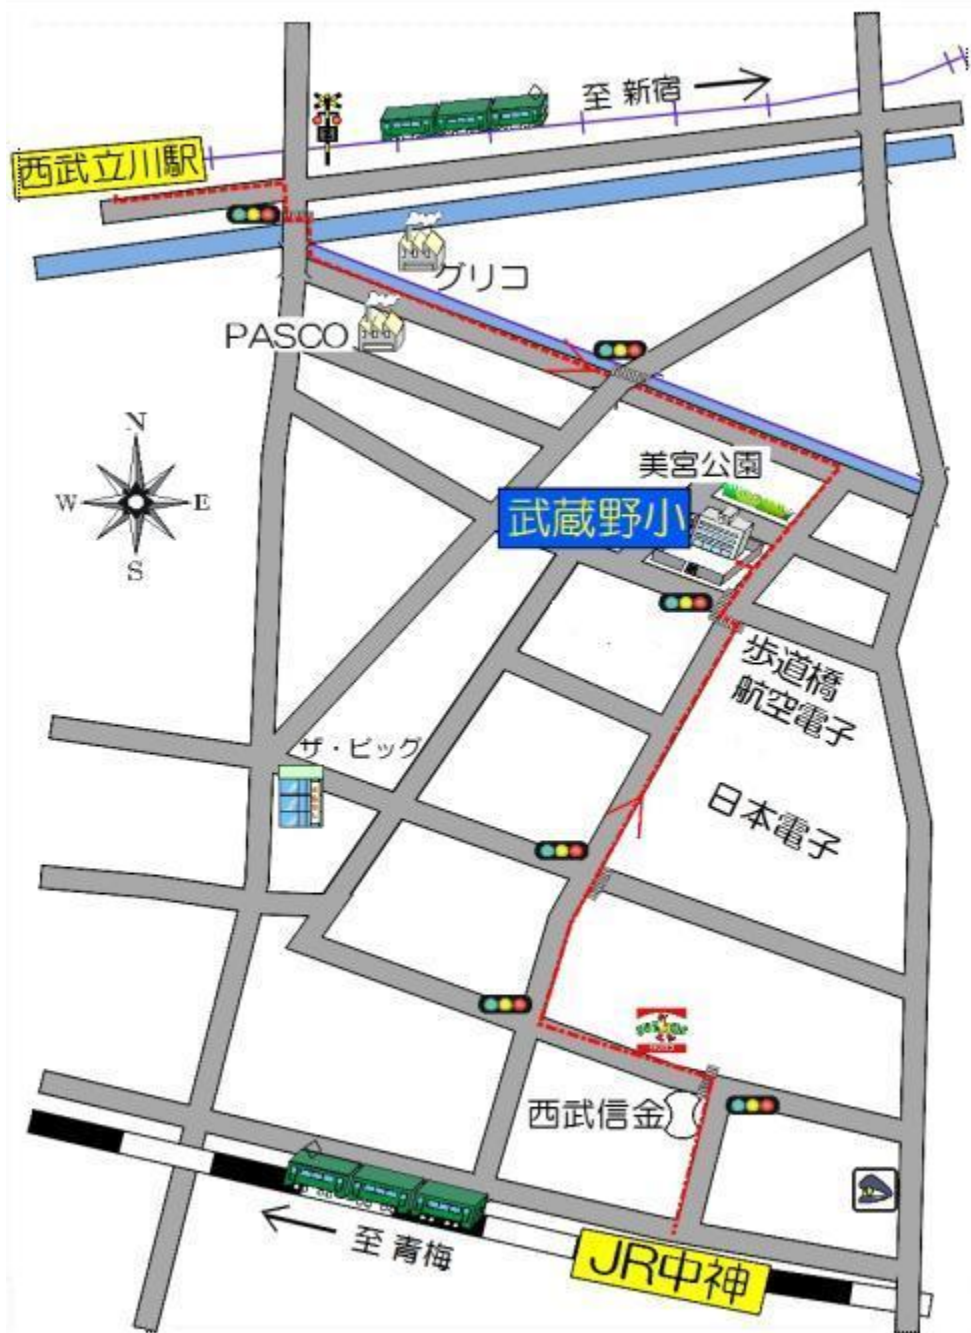 至 新宿
西武立川駅
グリコ
PASCO
N
W
E
S
美宮公園
武蔵野小
歩道橋
航空電子
ザ・ビッグ
日本電子
西武信金
至 青梅
JR中神